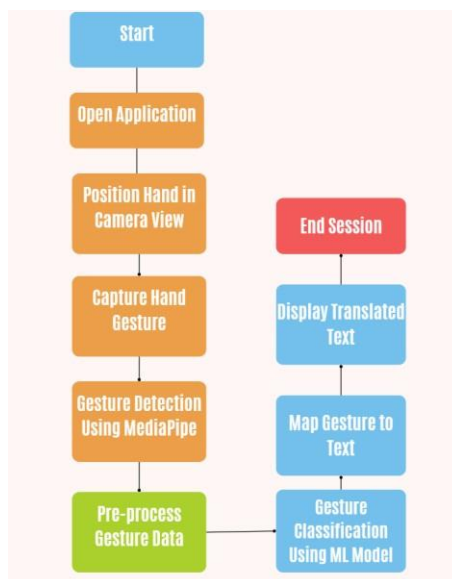 Start
Open Application
Position Hand in
Camera View
Capture Hand
Gesture
Gesture Detection
Using MediaPipe
Pre-process
Gesture Data
Gesture
Classification
Using ML Model
Map Gesture to
Text
Display Translated
Text
End Session